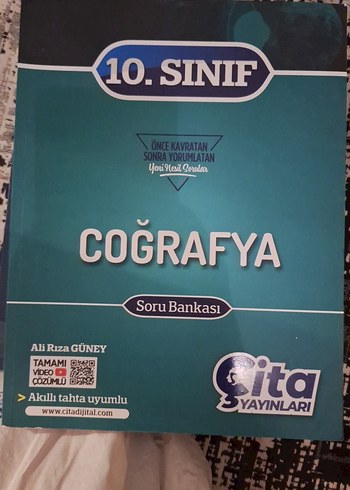 10. SINIF
ÖNCE KAVRATAN
SONRA YORUMLATAN
Yeni Nesil Sorular
COĞRAFYA
Soru Bankası
Ali Rıza GÜNEY
TAMAMI
VİDEO
ÇÖZÜMLÜ
> Akıllı tahta uyumlu
www.citadijital.com
Çita
YAYINLARI